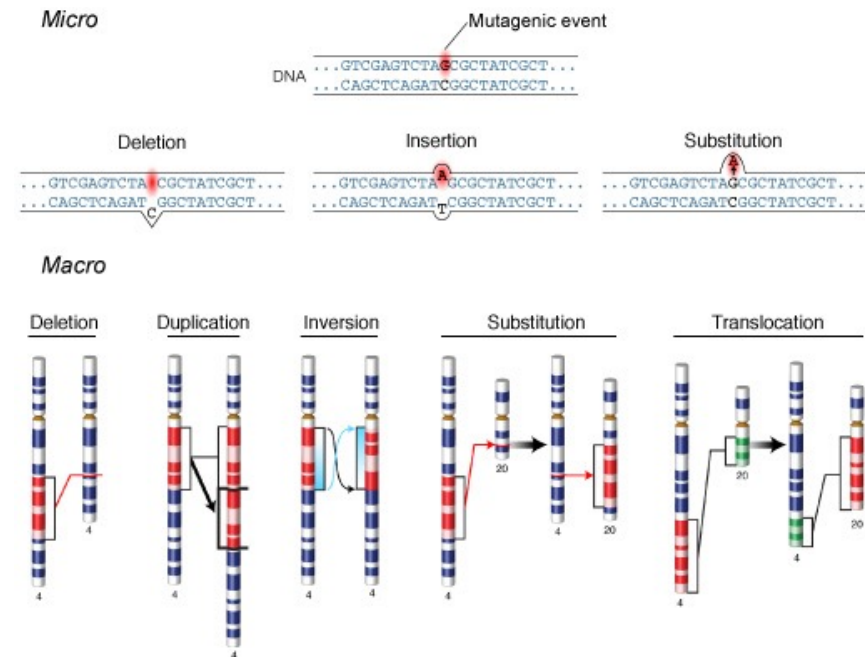 Micro
Mutagenic event
DNA
...GTCGAGTCTAGCGCTATCGCT...
...CAGCTCAGATCGGCTATCGCT...
Deletion
Insertion
Substitution
...GTCGAGTCTA CGCTATCGCT...
...CAGCTCAGAT C GGCTATCGCT...
A
...GTCGAGTCTA GCGCTATCGCT...
...CAGCTCAGAT T CGGCTATCGCT...
A
...GTCGAGTCTAGCGCTATCGCT...
...CAGCTCAGATCGGCTATCGCT...
Macro
Deletion
Duplication
Inversion
Substitution
Translocation
4
4
4
4
4
4
4
20
4
20
4
20
4
20